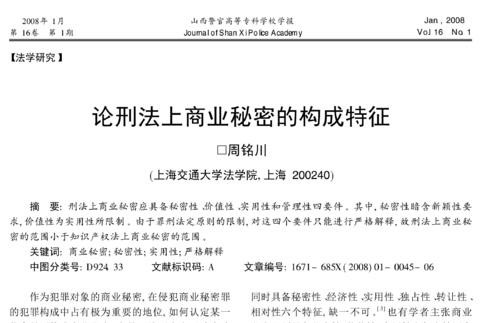 2008年 1月
第 16卷 第 1期
山西警官高等专科学校学报
Journal of Shan Xi Police Academy
Jan, 2008
Vol.16 No.1
【法学研究】
论刑法上商业秘密的构成特征
□周铭川
(上海交通大学法学院,上海 200240)
摘 要: 刑法上商业秘密应具备秘密性、价值性、实用性和管理性四要件。其中,秘密性暗含新颖性要
求,价值性为实用性所限制。由于罪刑法定原则的限制,对这四个要件只能进行严格解释,故刑法上商业秘
密的范围小于知识产权法上商业秘密的范围。
关键词: 商业秘密;秘密性;实用性;严格解释
中图分类号: D924 33 文献标识码: A 文章编号: 1671- 685X(2008)01- 0045- 06
作为犯罪对象的商业秘密,在侵犯商业秘密罪
的犯罪构成中占有极为重要的地位,如何认定某一
同时具备秘密性、经济性、实用性、独占性、转让性、
相对性六个特征,缺一不可。[3]也有学者主张商业